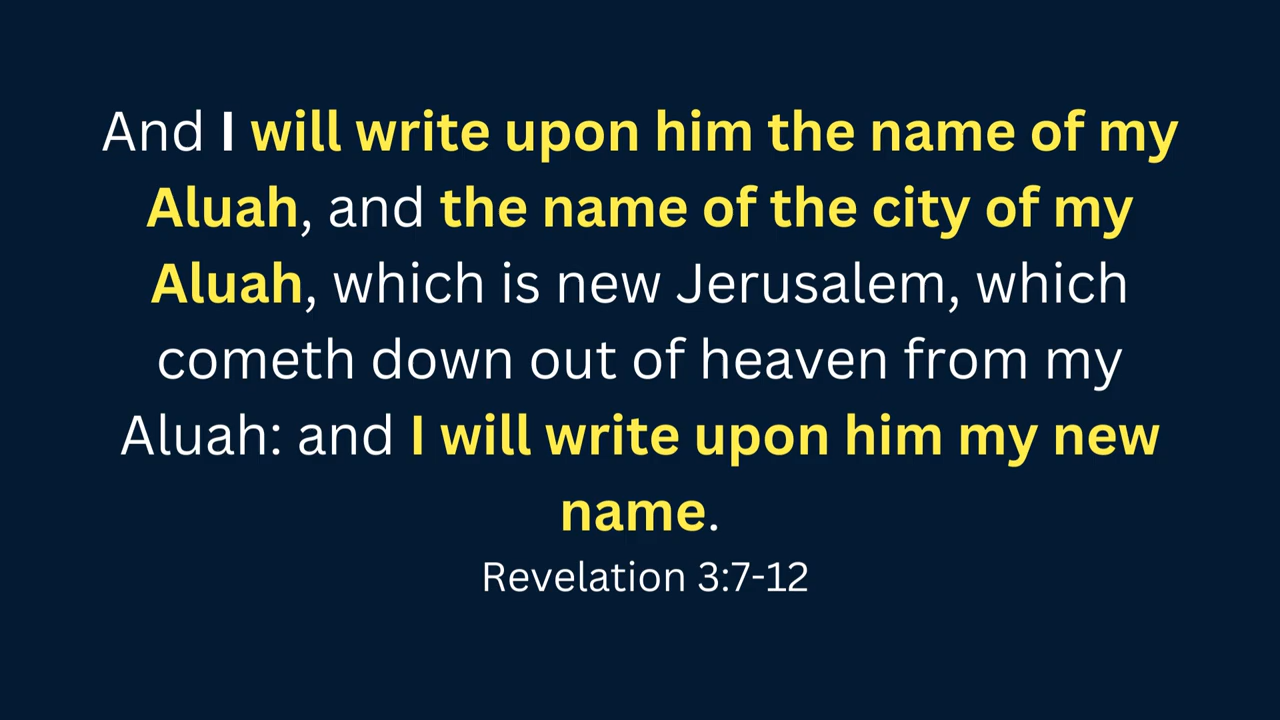 And I will write upon him the name of my
Aluah, and the name of the city of my
Aluah, which is new Jerusalem, which
cometh down out of heaven from my
Aluah: and I will write upon him my new
name.
Revelation 3:7-12